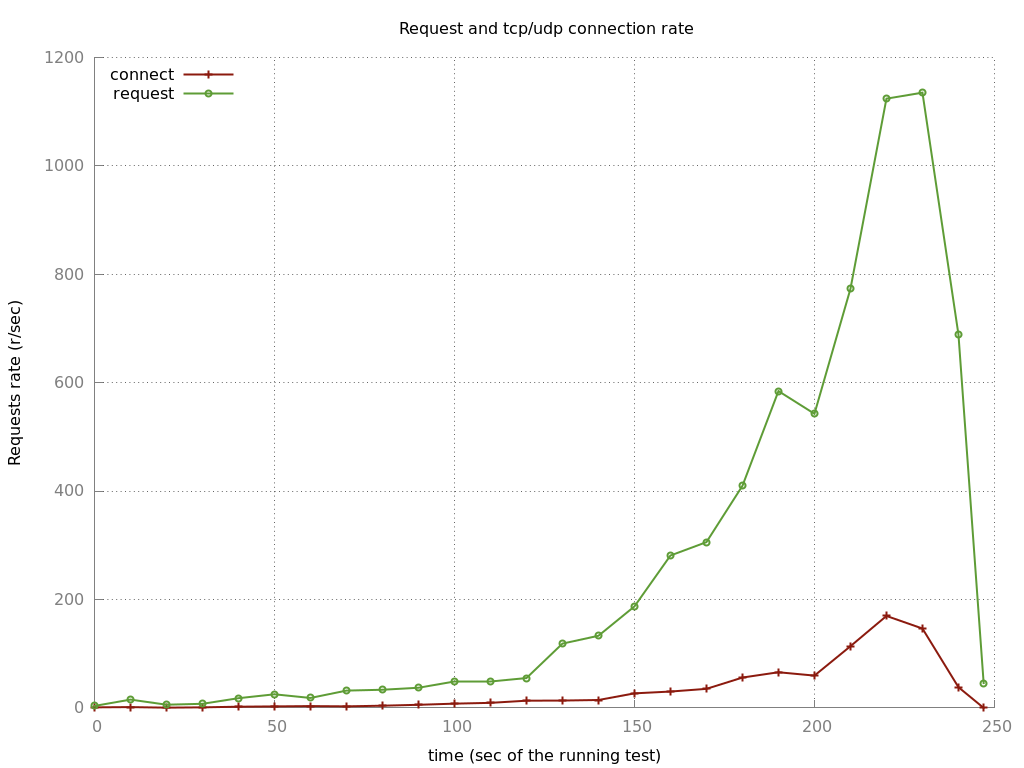 Request and tcp/udp connection rate
1200
connect
request
1000
800
600
400
200
0
Requests rate (r/sec)
0 50 100 150 200 250
time (sec of the running test)